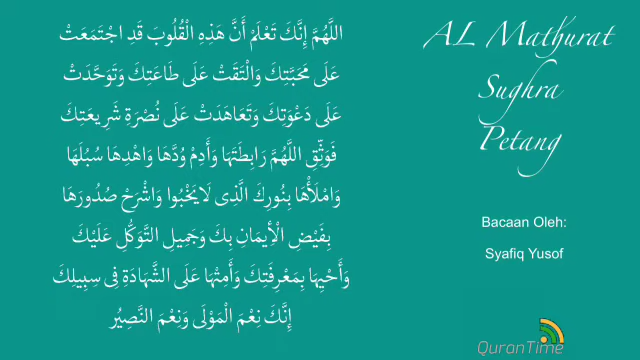 اللَّهُمَّ إِنَّكَ تَعْلَمُ أَنَّ هَذِهِ الْقُلُوبَ قَدِ اجْتَمَعَتْ
عَلَى مَحَبَّتِكَ وَالْتَقَتْ عَلَى طَاعَتِكَ وَتَوَحَّدَتْ
عَلَى دَعْوَتِكَ وَتَعَاهَدَتْ عَلَى نُصْرَةِ شَرِيعَتِكَ
فَوَثِّقِ اللَّهُمَّ رَابِطَتَهَا وَأَدِمْ وُدَّهَا وَاهْدِهَا سُبُلَهَا
وَامْلَأْهَا بِنُورِكَ الَّذِى لَا يَخْبُوا وَاشْرَحْ صُدُورَهَا
بِفَيْضِ الْأِيمَانِ بِكَ وَجَمِيلِ التَّوَكُّلِ عَلَيْكَ
وَأَحْيِهَا بِمَعْرِفَتِكَ وَأَمِتْهَا عَلَى الشَّهَادَةِ فِى سَبِيلِكَ
إِنَّكَ نِعْمَ الْمَوْلَى وَنِعْمَ النَّصِيْرُ
AL Mathurat
Sughra
Petang
Bacaan Oleh:
Syafiq Yusof
QuranTime